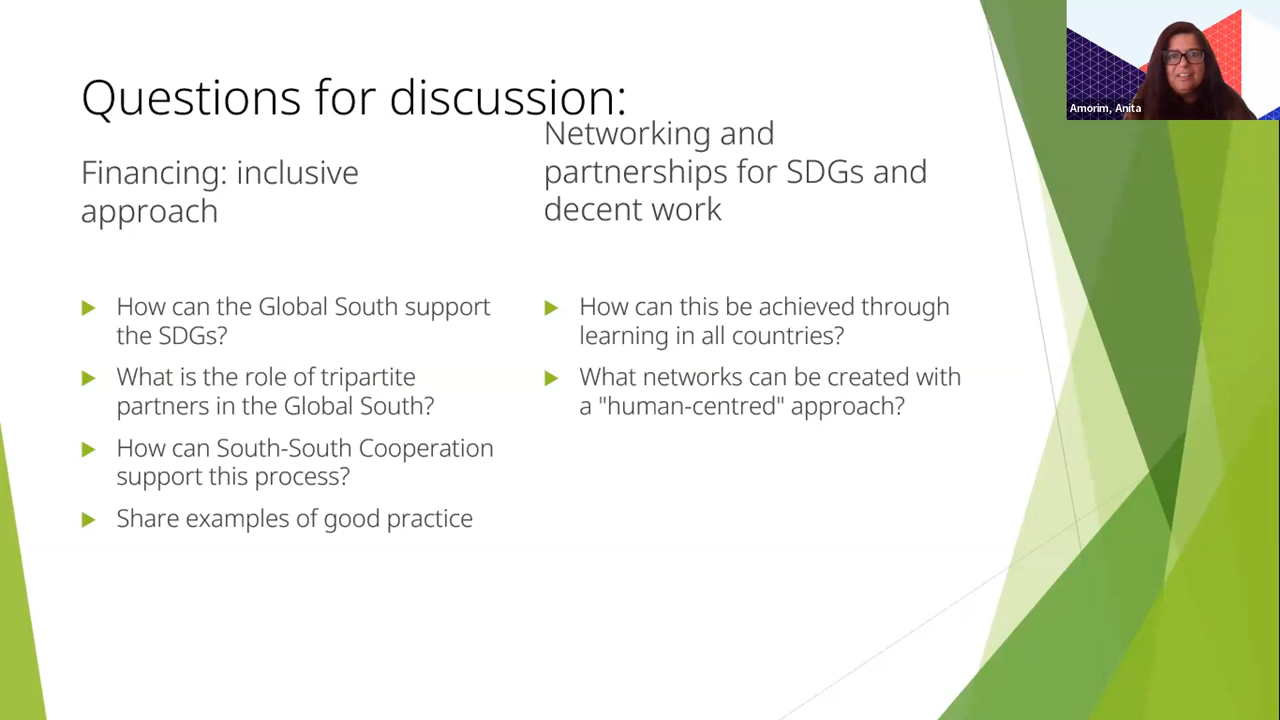 Questions for discussion:
Financing: inclusive
approach
How can the Global South support
the SDGs?
What is the role of tripartite
partners in the Global South?
How can South-South Cooperation
support this process?
Share examples of good practice
Networking and
partnerships for SDGs and
decent work
How can this be achieved through
learning in all countries?
What networks can be created with
a "human-centred" approach?
Amorim, Anita